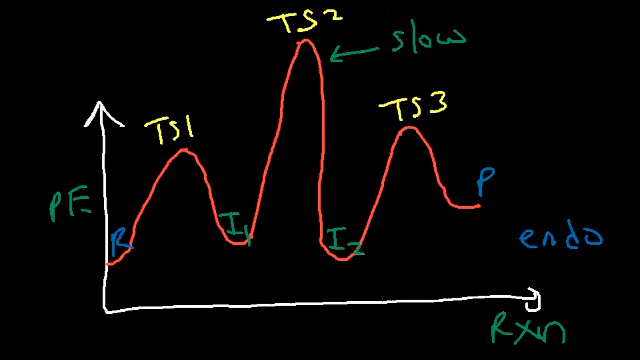 TS2
slow
TS3
TS1
P
PE
R
I1
I2
endo
Rxn